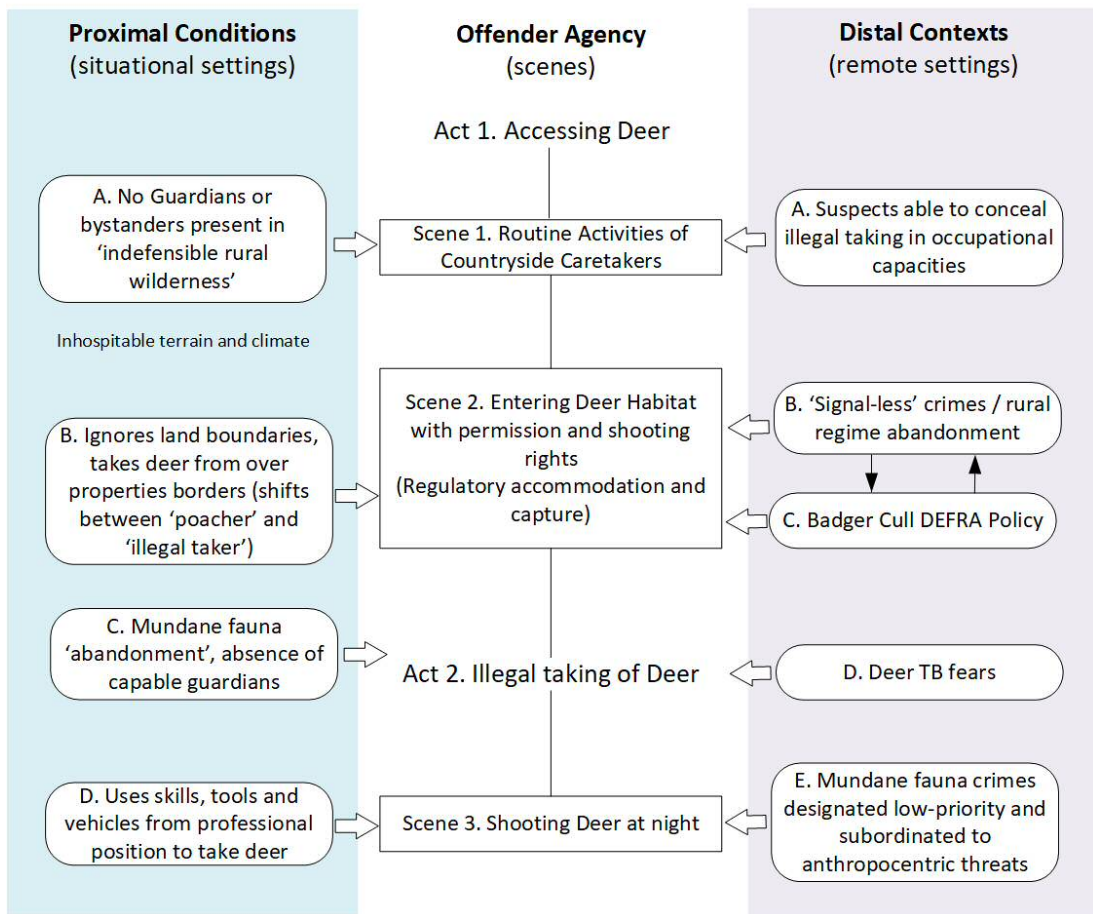 Proximal Conditions
(situational settings)
Offender Agency
(scenes)
Distal Contexts
(remote settings)
Act 1. Accessing Deer
A. No Guardians or
bystanders present in
‘indefensible rural
wilderness’
Scene 1. Routine Activities of
Countryside Caretakers
A. Suspects able to conceal
illegal taking in occupational
capacities
Inhospitable terrain and climate
B. Ignores land boundaries,
takes deer from over
properties borders (shifts
between ‘poacher’ and
‘illegal taker’)
Scene 2. Entering Deer Habitat
with permission and shooting
rights
(Regulatory accommodation and
capture)
B. ‘Signal-less’ crimes / rural
regime abandonment
C. Badger Cull DEFRA Policy
C. Mundane fauna
‘abandonment’, absence of
capable guardians
Act 2. Illegal taking of Deer
D. Deer TB fears
D. Uses skills, tools and
vehicles from professional
position to take deer
Scene 3. Shooting Deer at night
E. Mundane fauna crimes
designated low-priority and
subordinated to
anthropocentric threats